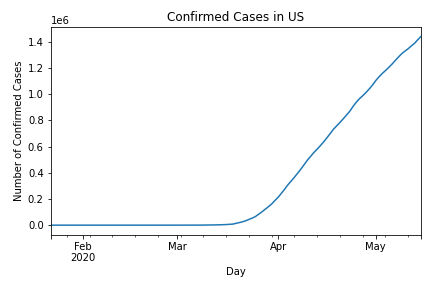 Confirmed Cases in US
1e6
1.4
1.2
1.0
0.8
0.6
0.4
0.2
0.0
Number of Confirmed Cases
Feb Mar Apr May
2020
Day